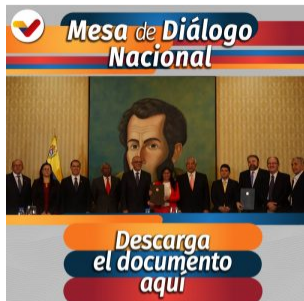 Mesa de Diálogo
Nacional
Descarga
el documento
aquí